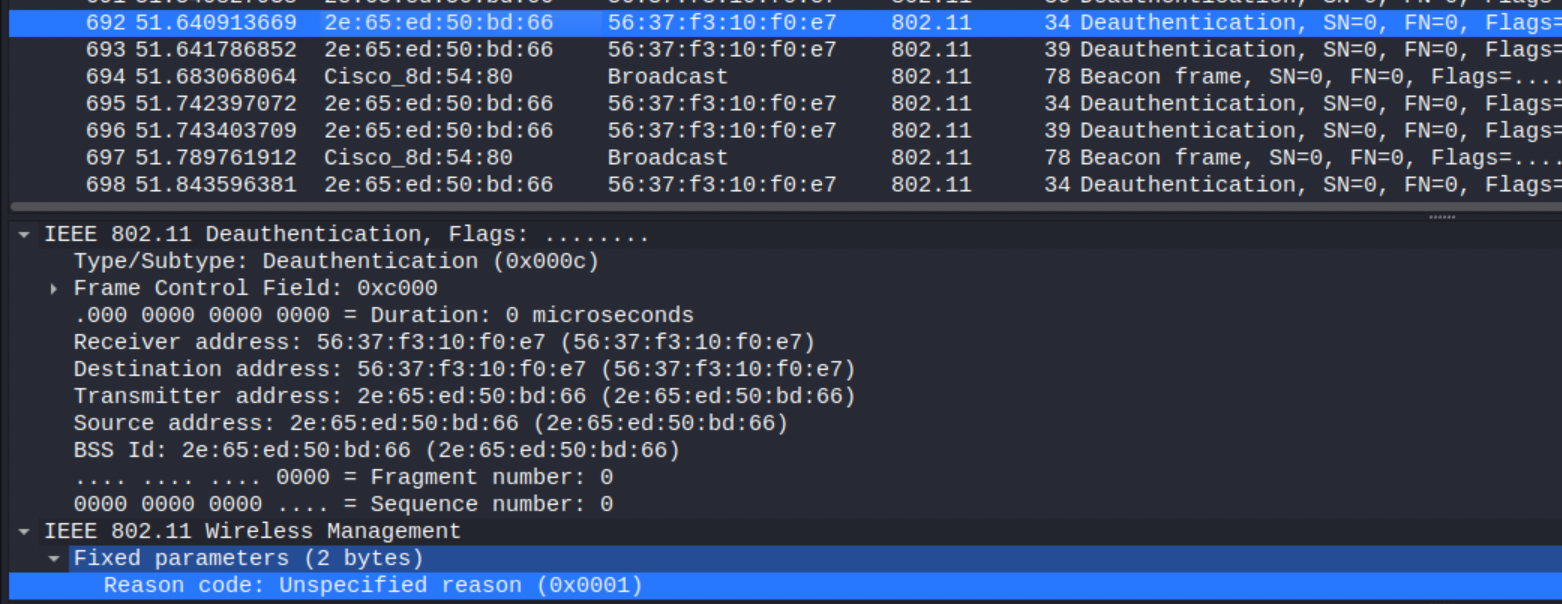 692 51.640913669 2e:65:ed:50:bd:66 56:37:f3:10:f0:e7 802.11 34 Deauthentication, SN=0, FN=0, Flags=
693 51.641786852 2e:65:ed:50:bd:66 56:37:f3:10:f0:e7 802.11 39 Deauthentication, SN=0, FN=0, Flags=
694 51.683068064 Cisco_8d:54:80 Broadcast 802.11 78 Beacon frame, SN=0, FN=0, Flags=....
695 51.742397072 2e:65:ed:50:bd:66 56:37:f3:10:f0:e7 802.11 34 Deauthentication, SN=0, FN=0, Flags=
696 51.743403709 2e:65:ed:50:bd:66 56:37:f3:10:f0:e7 802.11 39 Deauthentication, SN=0, FN=0, Flags=
697 51.789761912 Cisco_8d:54:80 Broadcast 802.11 78 Beacon frame, SN=0, FN=0, Flags=....
698 51.843596381 2e:65:ed:50:bd:66 56:37:f3:10:f0:e7 802.11 34 Deauthentication, SN=0, FN=0, Flags=
IEEE 802.11 Deauthentication, Flags: ........
Type/Subtype: Deauthentication (0x000c)
Frame Control Field: 0xc000
.000 0000 0000 0000 = Duration: 0 microseconds
Receiver address: 56:37:f3:10:f0:e7 (56:37:f3:10:f0:e7)
Destination address: 56:37:f3:10:f0:e7 (56:37:f3:10:f0:e7)
Transmitter address: 2e:65:ed:50:bd:66 (2e:65:ed:50:bd:66)
Source address: 2e:65:ed:50:bd:66 (2e:65:ed:50:bd:66)
BSS Id: 2e:65:ed:50:bd:66 (2e:65:ed:50:bd:66)
.... .... .... 0000 = Fragment number: 0
0000 0000 0000 .... = Sequence number: 0
IEEE 802.11 Wireless Management
Fixed parameters (2 bytes)
Reason code: Unspecified reason (0x0001)